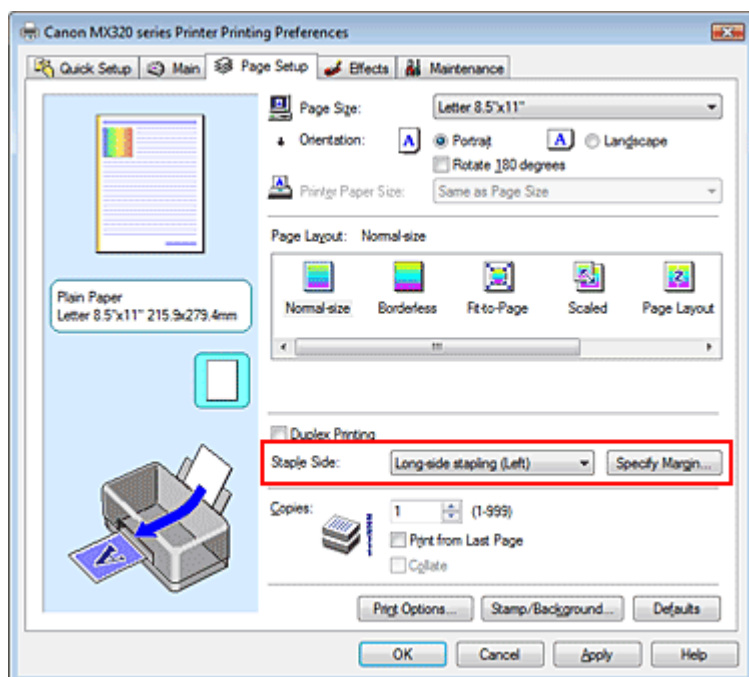 Canon MX320 series Printer Printing Preferences
Quick Setup Main Page Setup Effects Maintenance
Page Size: Letter 8.5"x11"
Orientation: A Portrait A Landscape
Rotate 180 degrees
Printer Paper Size: Same as Page Size
Page Layout: Normal-size
Normal-size Borderless Fit-to-Page Scaled Page Layout
Plain Paper
Letter 8.5"x11" 215.9x279.4mm
Duplex Printing
Staple Side: Long-side stapling (Left) Specify Margin...
Copies: 1 (1-999)
Print from Last Page
Collate
Print Options... Stamp/Background... Defaults
OK Cancel Apply Help